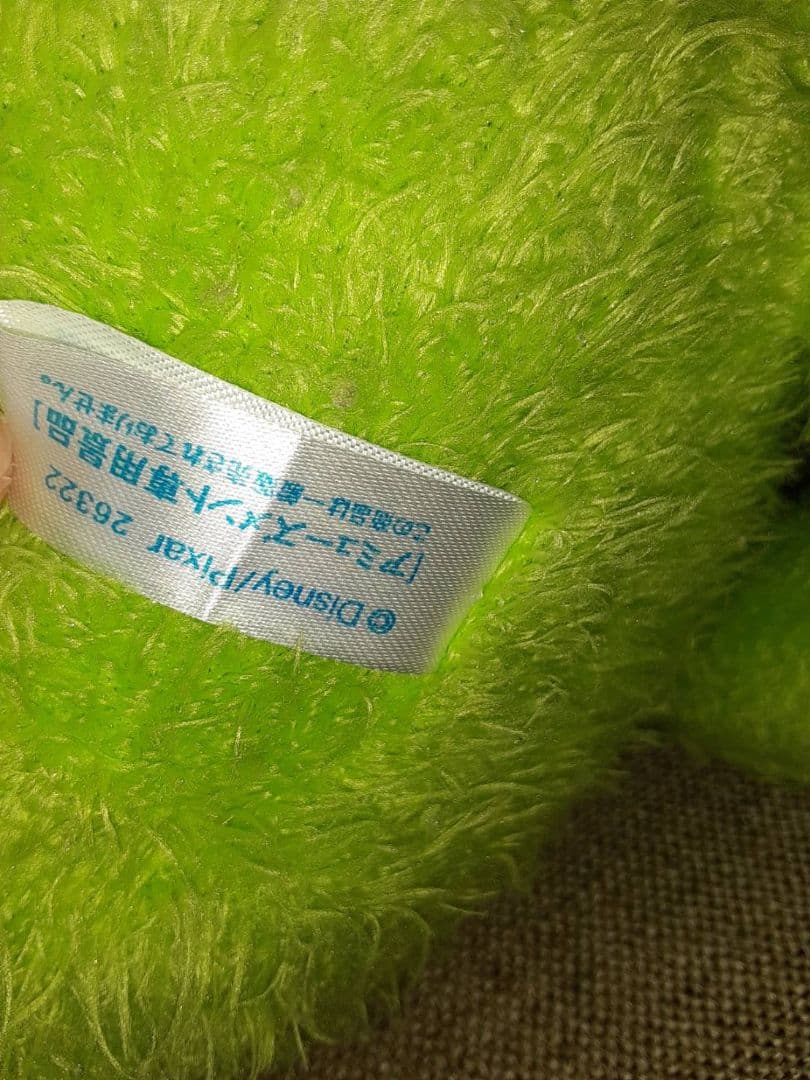 ©Disney/Pixar 26322
[アミューズメント専用景品]
この商品は一般販売されておりません。